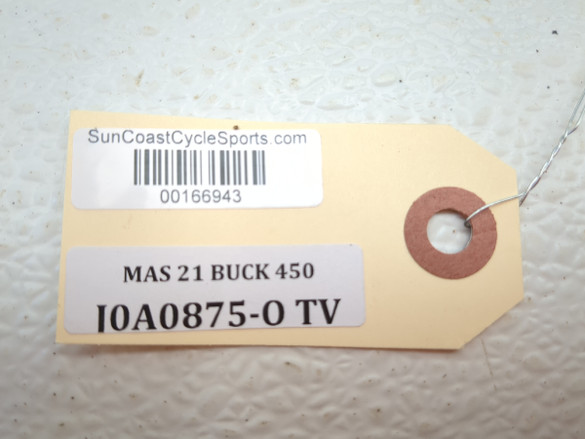 SunCoastCycleSports.com
00166943
MAS 21 BUCK 450
J0A0875-O TV